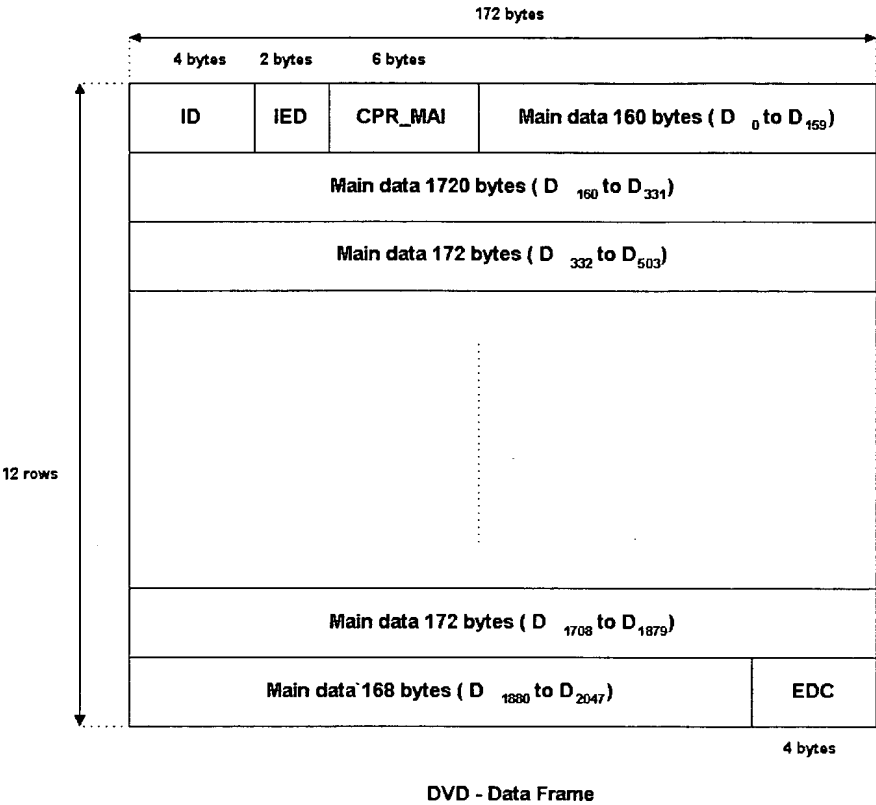 172 bytes
4 bytes 2 bytes 6 bytes
ID IED CPR_MAI Main data 160 bytes ( D 0 to D159)
Main data 1720 bytes ( D 160 to D331)
Main data 172 bytes ( D 332 to D503)
12 rows
Main data 172 bytes ( D 1708 to D1879)
Main data 168 bytes ( D 1880 to D2047) EDC
4 bytes
DVD - Data Frame